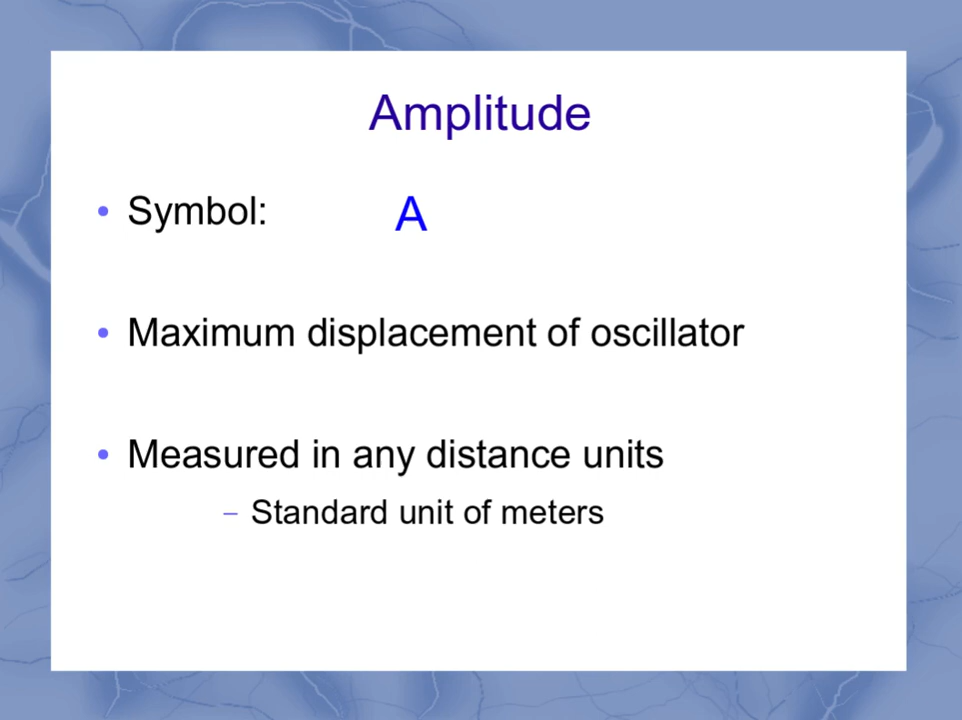 Amplitude
• Symbol: A
• Maximum displacement of oscillator
• Measured in any distance units
– Standard unit of meters